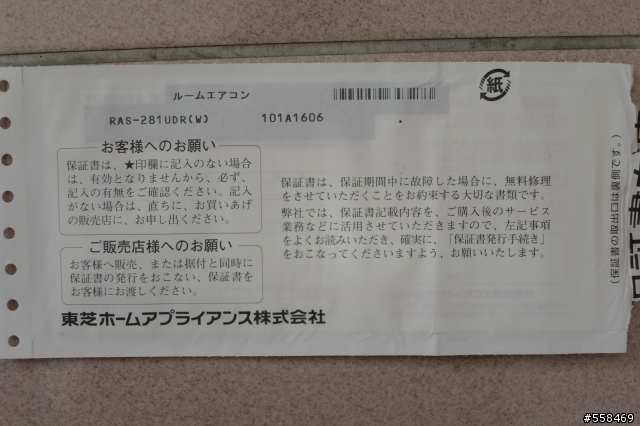 紙
ルームエアコン
RAS-281UDR(W) 101A1606
お客様へのお願い
保証書は、★印欄に記入のない場合
は、有効となりませんから、必ず、
記入の有無をご確認ください。記入
がない場合は、直ちに、お買いあげ
の販売店に、お申し出ください。
ご販売店様へのお願い
お客様へ販売、または据付と同時に
保証書の発行をおこない、保証書を
お客様にお渡しください。
保証書は、保証期間中に故障した場合に、無料修理
をさせていただくことをお約束する大切な書類です。
弊社では、保証書記載内容を、ご購入後のサービス
業務などに活用させていただきますので、左記事項
をよくお読みいただき、確実に、「保証書発行手続き」
をおこなってくださいますよう、お願いいたします。
東芝ホームアプライアンス株式会社
(保証書の取出口は裏側です。)
#558469